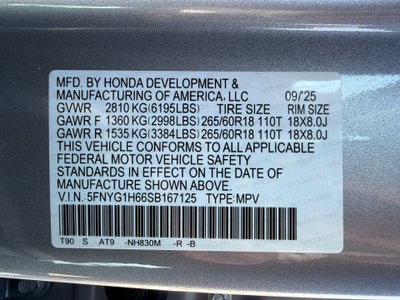 MFD. BY HONDA DEVELOPMENT &
MANUFACTURING OF AMERICA, LLC 09/'25
GVWR 2810 KG(6195LBS) TIRE SIZE RIM SIZE
GAWR F 1360 KG(2998LBS) 265/60R18 110T 18X8.0J
GAWR R 1535 KG(3384LBS) 265/60R18 110T 18X8.0J
THIS VEHICLE CONFORMS TO ALL APPLICABLE
FEDERAL MOTOR VEHICLE SAFETY
STANDARDS IN EFFECT ON THE DATE OF
MANUFACTURE SHOWN ABOVE.
V.I.N. 5FNYG1H66SB167125 TYPE: MPV
T90 S AT9 -NH830M -R -B